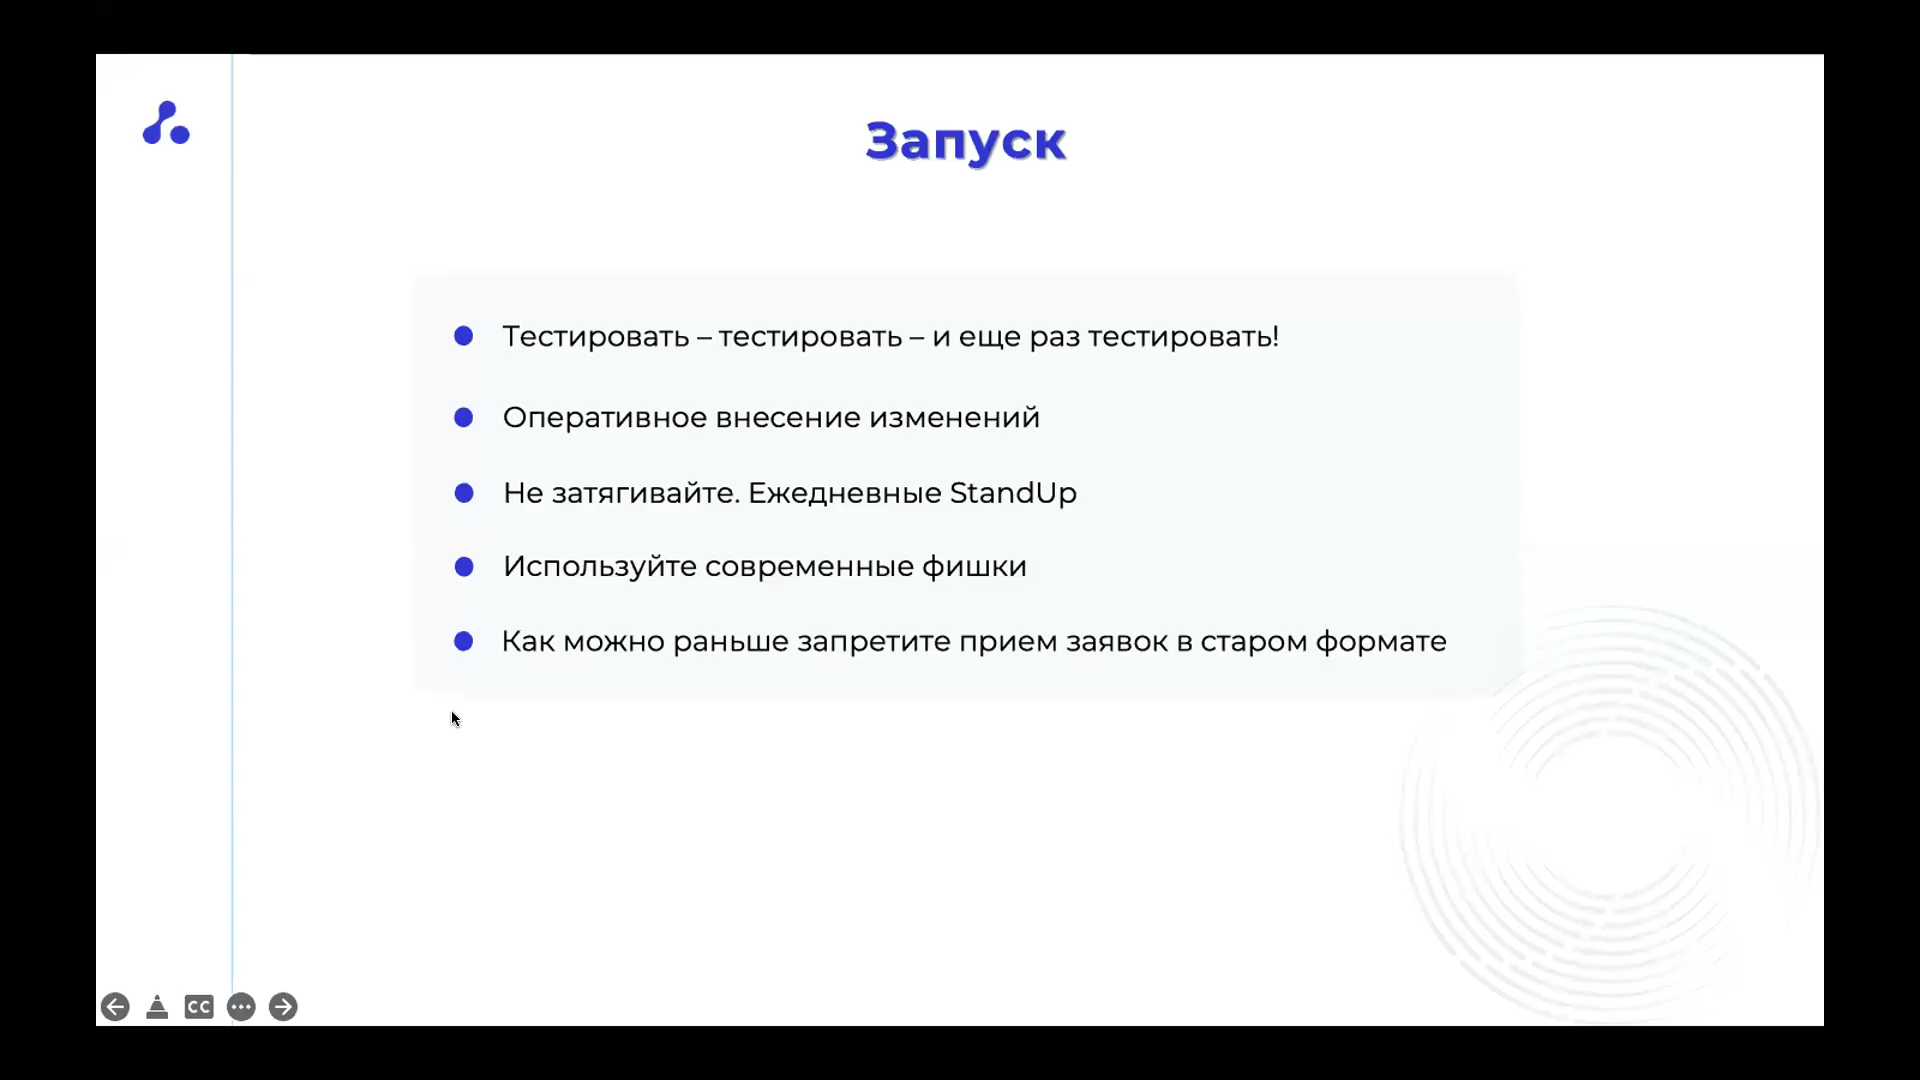 Запуск
Тестировать – тестировать – и еще раз тестировать!
Оперативное внесение изменений
Не затягивайте. Ежедневные StandUp
Используйте современные фишки
Как можно раньше запретите прием заявок в старом формате
CC